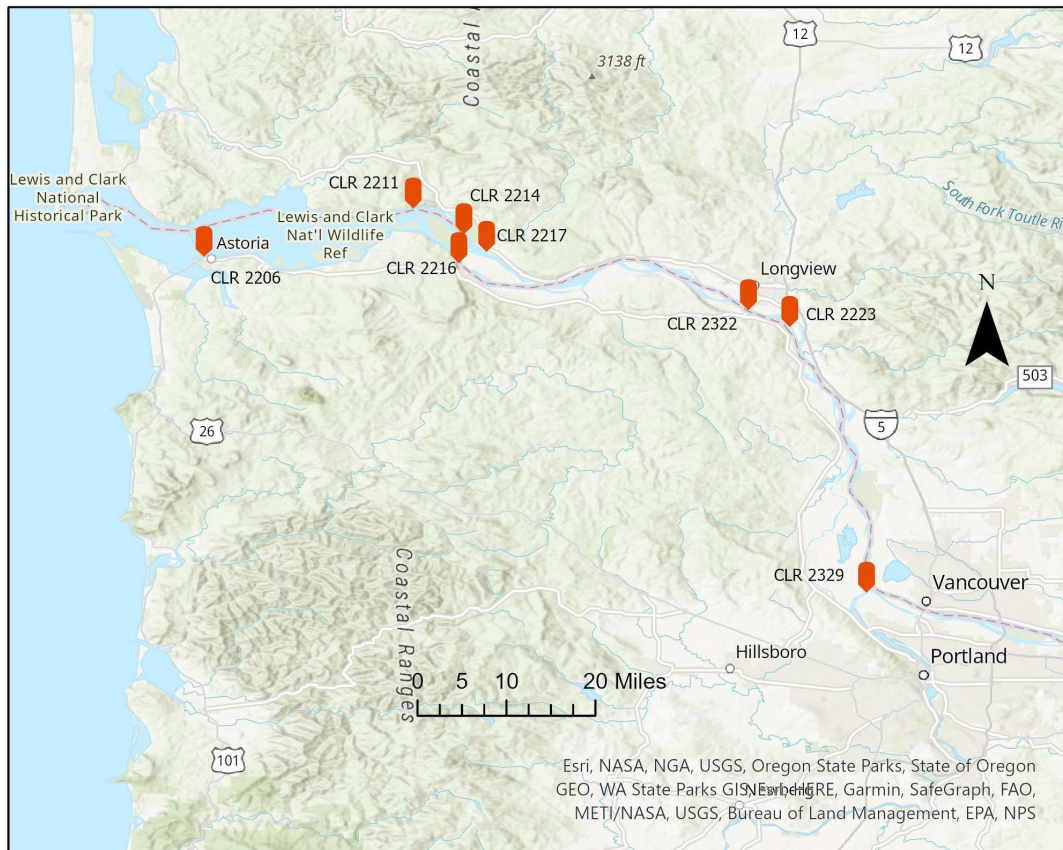 Coastal
12
12
3138 ft
Lewis and Clark
National
Historical Park
CLR 2211
CLR 2214
South Fork Toutle
Lewis and Clark
Nat'l Wildlife
Ref
CLR 2217
Astoria
CLR 2206
CLR 2216
Longview
N
CLR 2322
CLR 2223
503
26
5
Coastal Ranges
CLR 2329
Vancouver
Hillsboro
Portland
0 5 10 20 Miles
101
Esri, NASA, NGA, USGS, Oregon State Parks, State of Oregon
GEO, WA State Parks GIS, Esri, HERE, Garmin, SafeGraph, FAO,
METI/NASA, USGS, Bureau of Land Management, EPA, NPS